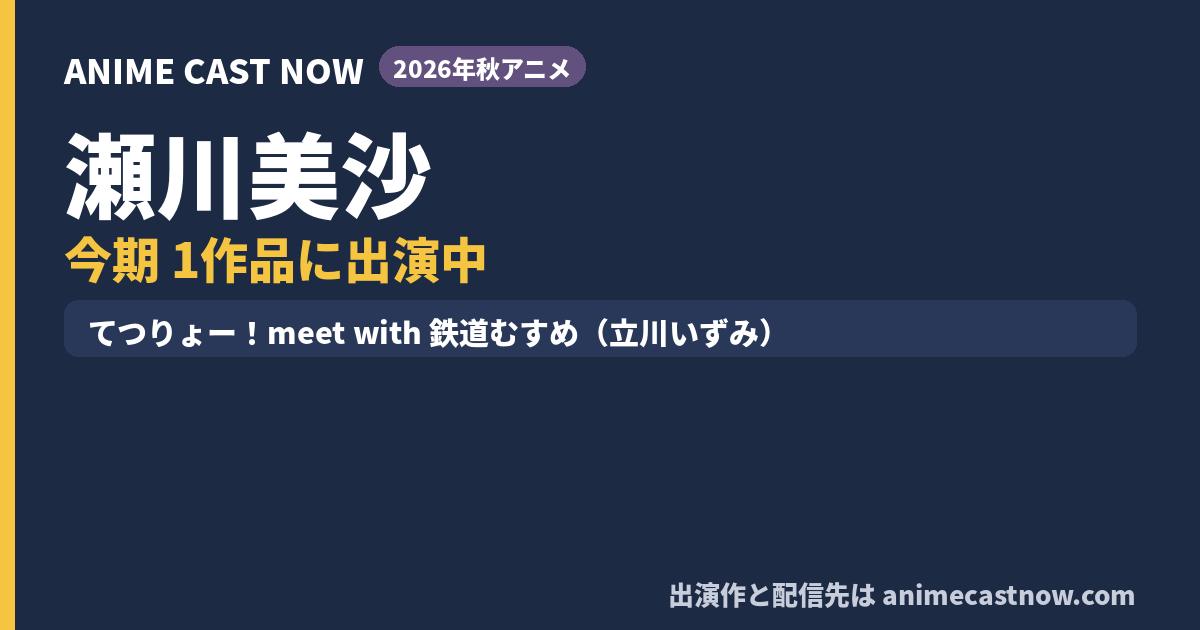 ANIME CAST NOW 2026年秋アニメ
瀬川美沙
今期 1作品に出演中
てつりょー！meet with 鉄道むすめ（立川いずみ）
出演作と配信先は animecastnow.com